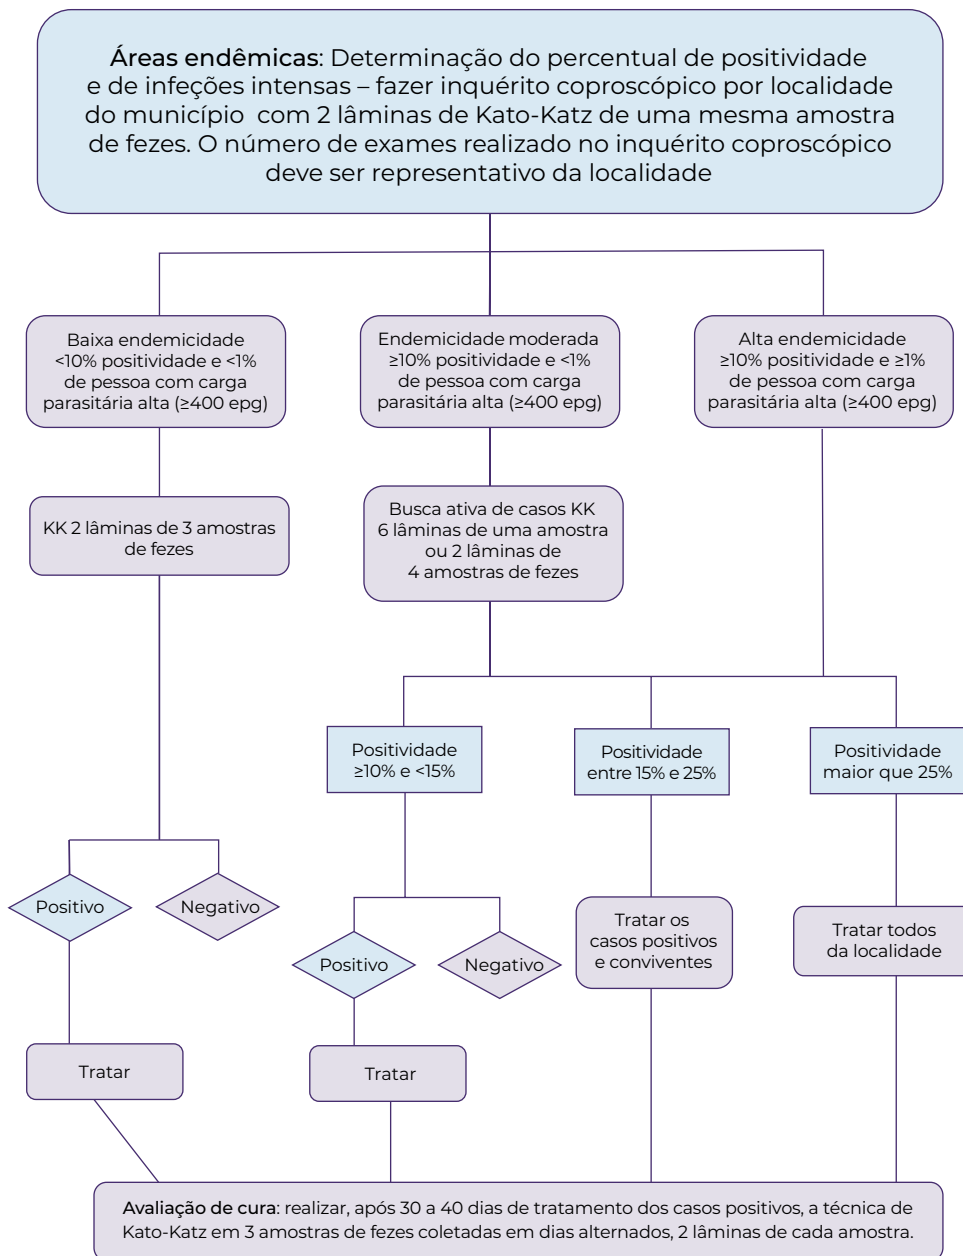 Áreas endêmicas: Determinação do percentual de positividade
e de infeções intensas – fazer inquérito coproscópico por localidade
do município com 2 lâminas de Kato-Katz de uma mesma amostra
de fezes. O número de exames realizado no inquérito coproscópico
deve ser representativo da localidade
Baixa endemicidade
<10% positividade e <1%
de pessoa com carga
parasitária alta (≥400 epg)
Endemicidade moderada
≥10% positividade e <1%
de pessoa com carga
parasitária alta (≥400 epg)
Alta endemicidade
≥10% positividade e ≥1%
de pessoa com carga
parasitária alta (≥400 epg)
KK 2 lâminas de 3 amostras
de fezes
Busca ativa de casos KK
6 lâminas de uma amostra
ou 2 lâminas de
4 amostras de fezes
Positividade
≥10% e <15%
Positividade
entre 15% e 25%
Positividade
maior que 25%
Positivo
Negativo
Positivo
Negativo
Tratar os
casos positivos
e conviventes
Tratar todos
da localidade
Tratar
Tratar
Avaliação de cura: realizar, após 30 a 40 dias de tratamento dos casos positivos, a técnica de
Kato-Katz em 3 amostras de fezes coletadas em dias alternados, 2 lâminas de cada amostra.